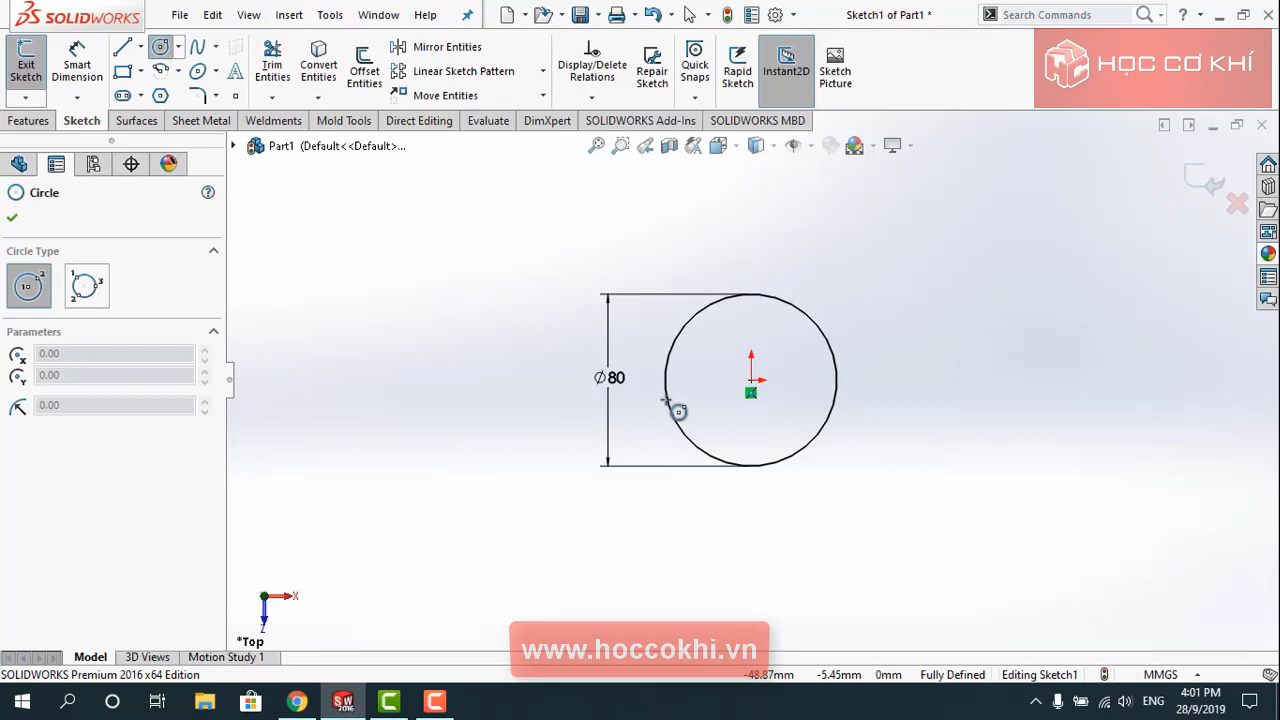 SOLIDWORKS
File
Edit
View
Insert
Tools
Window
Help
Sketch1 of Part1 *
Search Commands
Exit Sketch
Smart Dimension
Trim Entities
Convert Entities
Offset Entities
Mirror Entities
Linear Sketch Pattern
Move Entities
Display/Delete Relations
Repair Sketch
Quick Snaps
Rapid Sketch
Instant2D
Sketch Picture
HỌC CƠ KHÍ
Features
Sketch
Surfaces
Sheet Metal
Weldments
Mold Tools
Direct Editing
Evaluate
DimXpert
SOLIDWORKS Add-Ins
SOLIDWORKS MBD
Part1 (Default<<Default>...
Circle
Circle Type
Parameters
0.00
0.00
0.00
∅80
X
Z
*Top
www.hoccokhi.vn
Model
3D Views
Motion Study 1
SOLIDWORKS Premium 2016 x64 Edition
-48.87mm
-5.45mm
0mm
Fully Defined
Editing Sketch1
MMGS
ENG
4:01 PM
28/9/2019